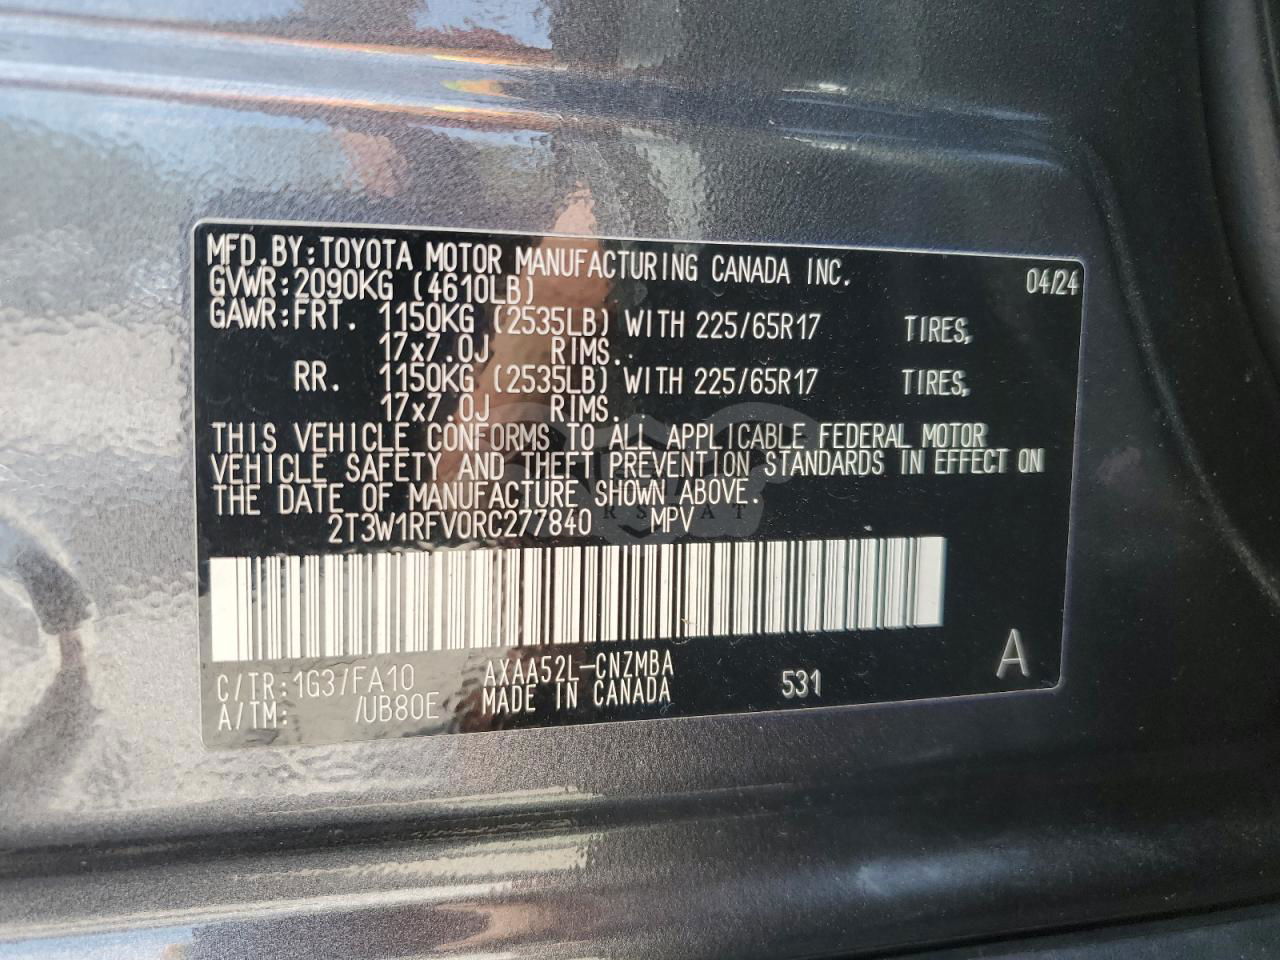 MFD.BY:TOYOTA MOTOR MANUFACTURING CANADA INC. 04/24
GVWR:2090KG (4610LB)
GAWR:FRT. 1150KG (2535LB) WITH 225/65R17 TIRES,
17x7.0J RIMS.
RR. 1150KG (2535LB) WITH 225/65R17 TIRES,
17x7.0J RIMS.
THIS VEHICLE CONFORMS TO ALL APPLICABLE FEDERAL MOTOR
VEHICLE SAFETY AND THEFT PREVENTION STANDARDS IN EFFECT ON
THE DATE OF MANUFACTURE SHOWN ABOVE.
2T3W1RFV0RC277840 MPV
C/TR:1G3/FA10 AXAA52L-CNZMBA 531 A
A/TM: /UB80E MADE IN CANADA